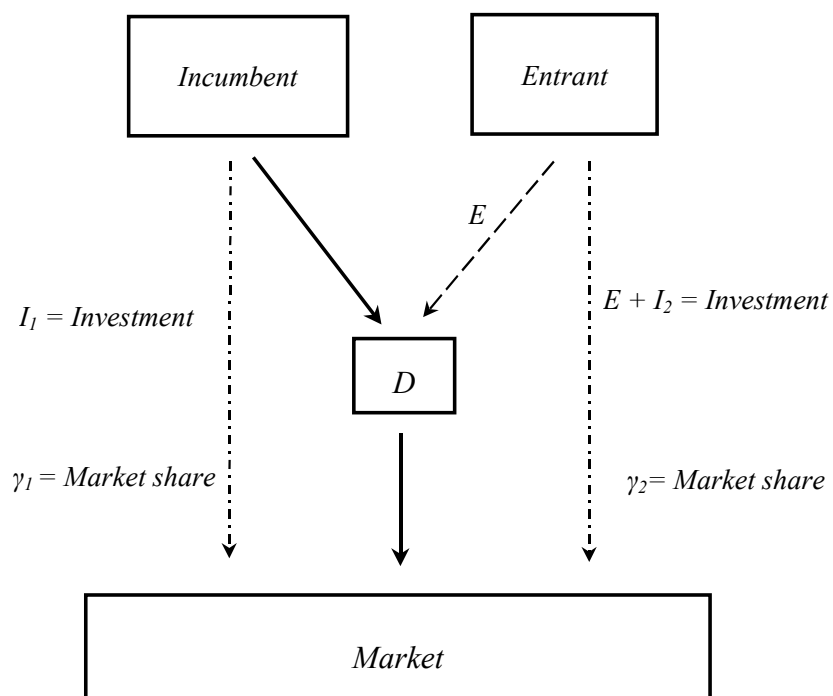 Incumbent
Entrant
E
I₁ = Investment
E + I₂ = Investment
D
γ₁ = Market share
γ₂= Market share
Market